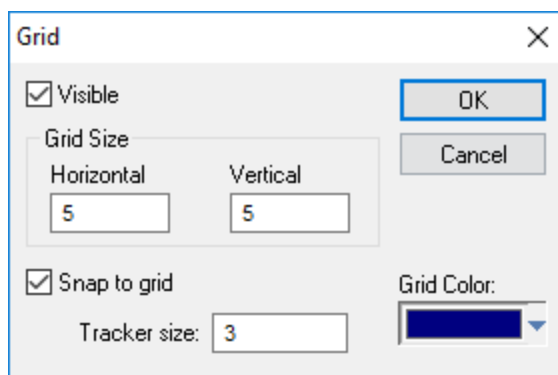 Grid
Visible
OK
Grid Size
Cancel
Horizontal
Vertical
5
5
Snap to grid
Grid Color:
Tracker size:
3